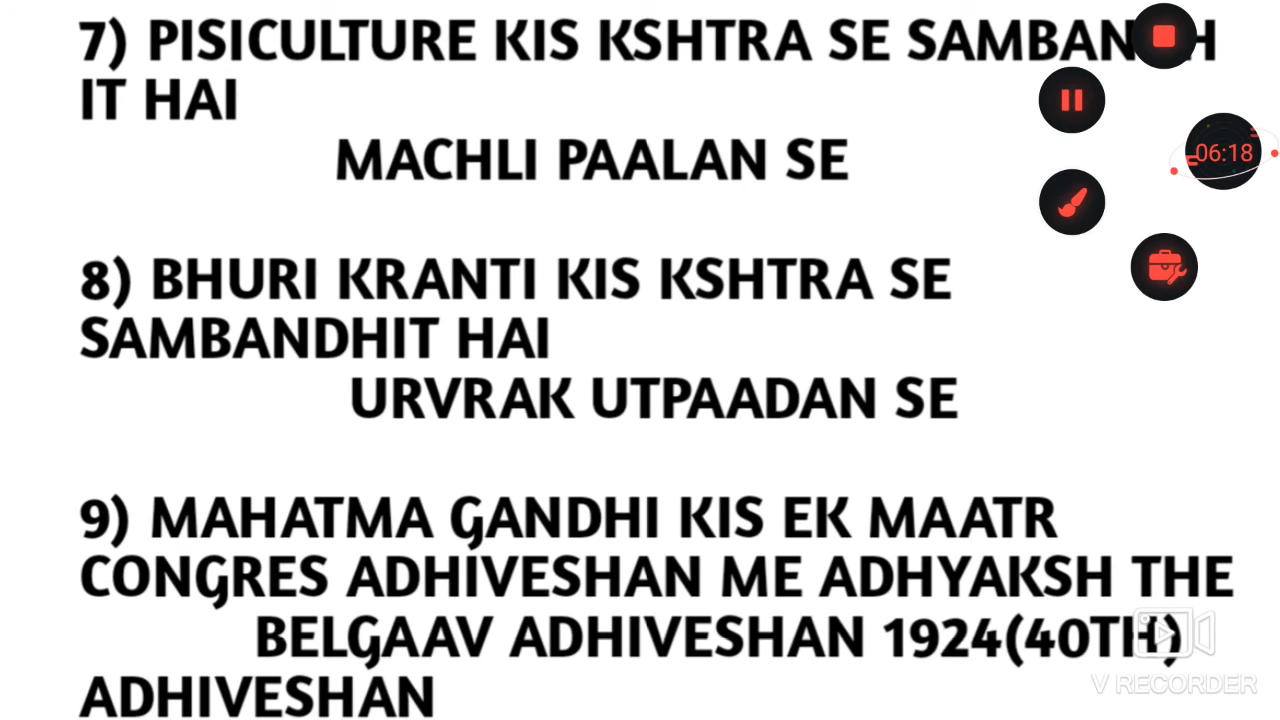 7) PISICULTURE KIS KSHTRA SE SAMBANDH
IT HAI
MACHLI PAALAN SE
8) BHURI KRANTI KIS KSHTRA SE
SAMBANDHIT HAI
URVRAK UTPAADAN SE
9) MAHATMA GANDHI KIS EK MAATR
CONGRES ADHIVESHAN ME ADHYAKSH THE
BELGAAV ADHIVESHAN 1924(40TH)
ADHIVESHAN
06:18
V RECORDER